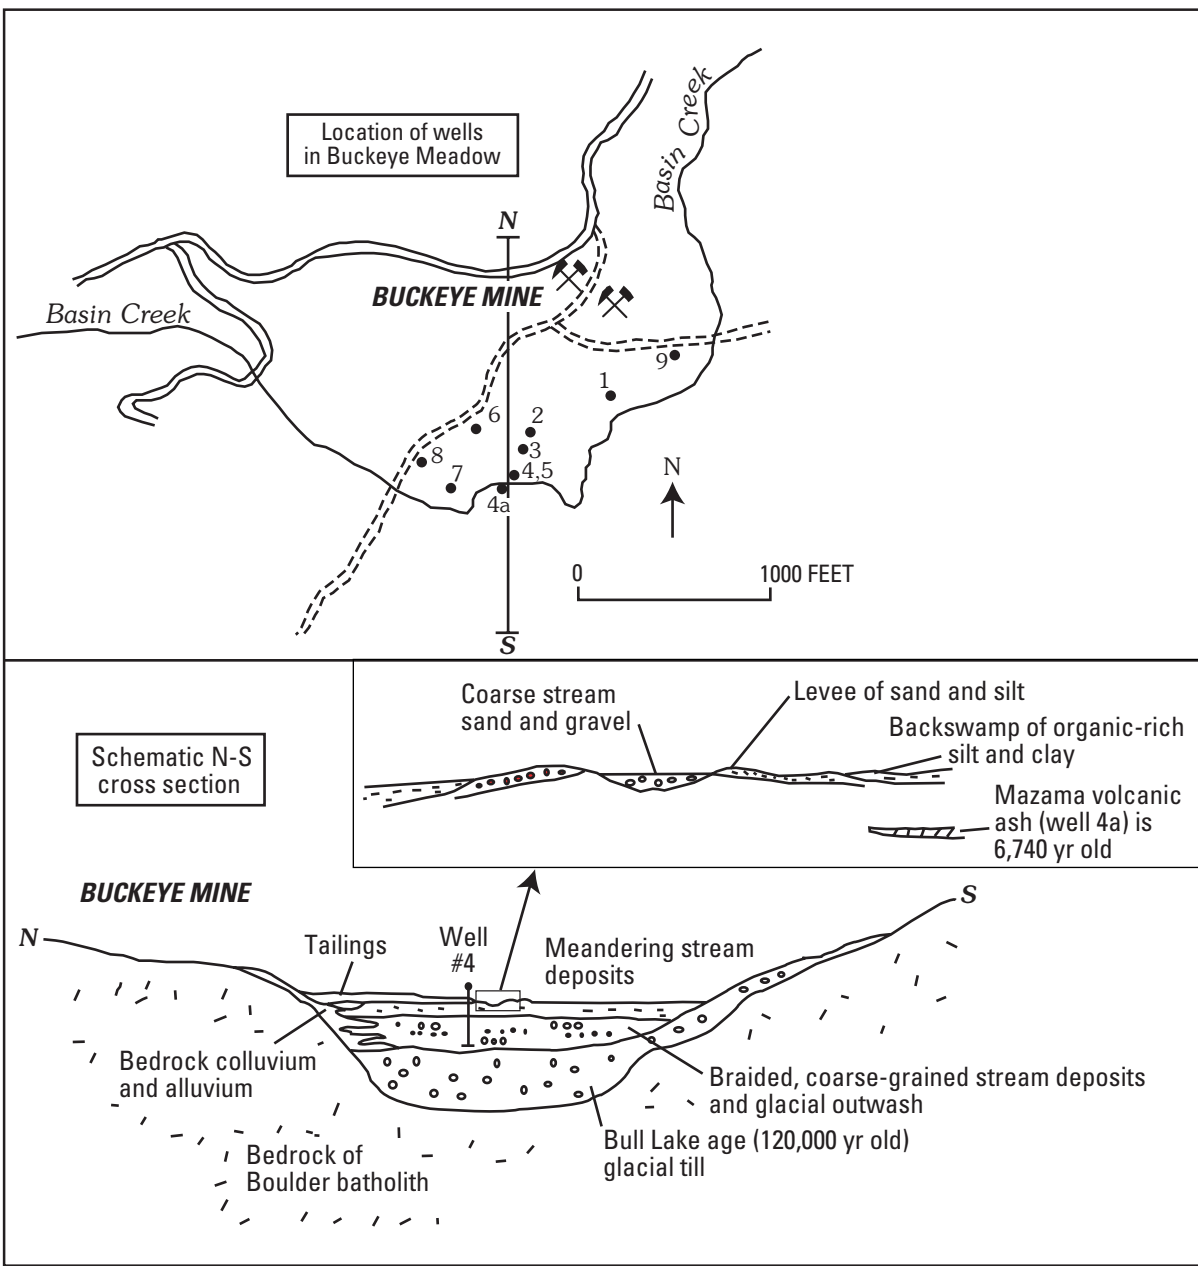 Location of wells
in Buckeye Meadow
Basin Creek
N
BUCKEYE MINE
Basin Creek
9
1
6
2
3
8
4,5
7
4a
N
0
1000 FEET
S
Schematic N-S
cross section
Coarse stream
sand and gravel
Levee of sand and silt
Backswamp of organic-rich
silt and clay
Mazama volcanic
ash (well 4a) is
6,740 yr old
BUCKEYE MINE
N
S
Tailings
Well
#4
Meandering stream
deposits
Bedrock colluvium
and alluvium
Braided, coarse-grained stream deposits
and glacial outwash
Bull Lake age (120,000 yr old)
glacial till
Bedrock of
Boulder batholith